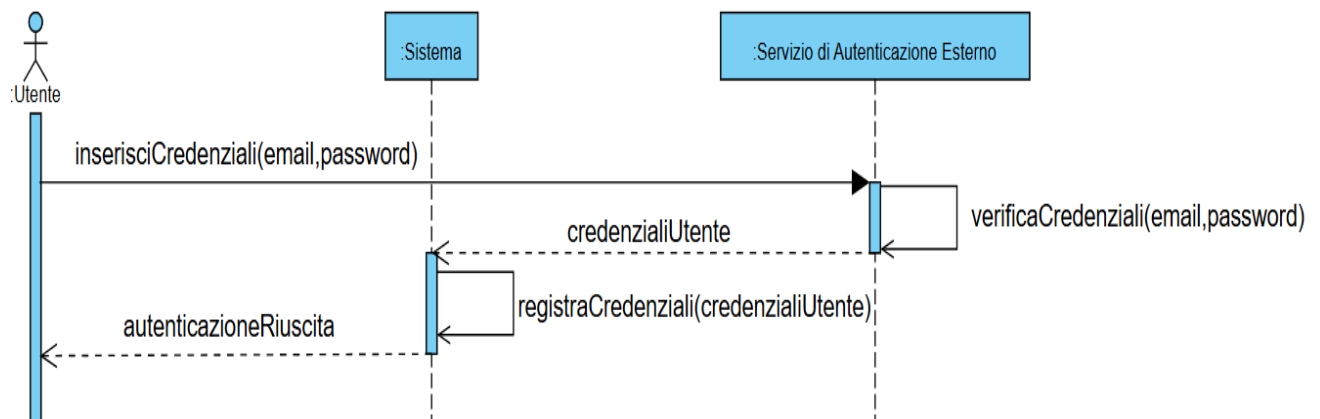 :Utente
:Sistema
:Servizio di Autenticazione Esterno
inserisciCredenziali(email,password)
verificaCredenziali(email,password)
credenzialiUtente
registraCredenziali(credenzialiUtente)
autenticazioneRiuscita